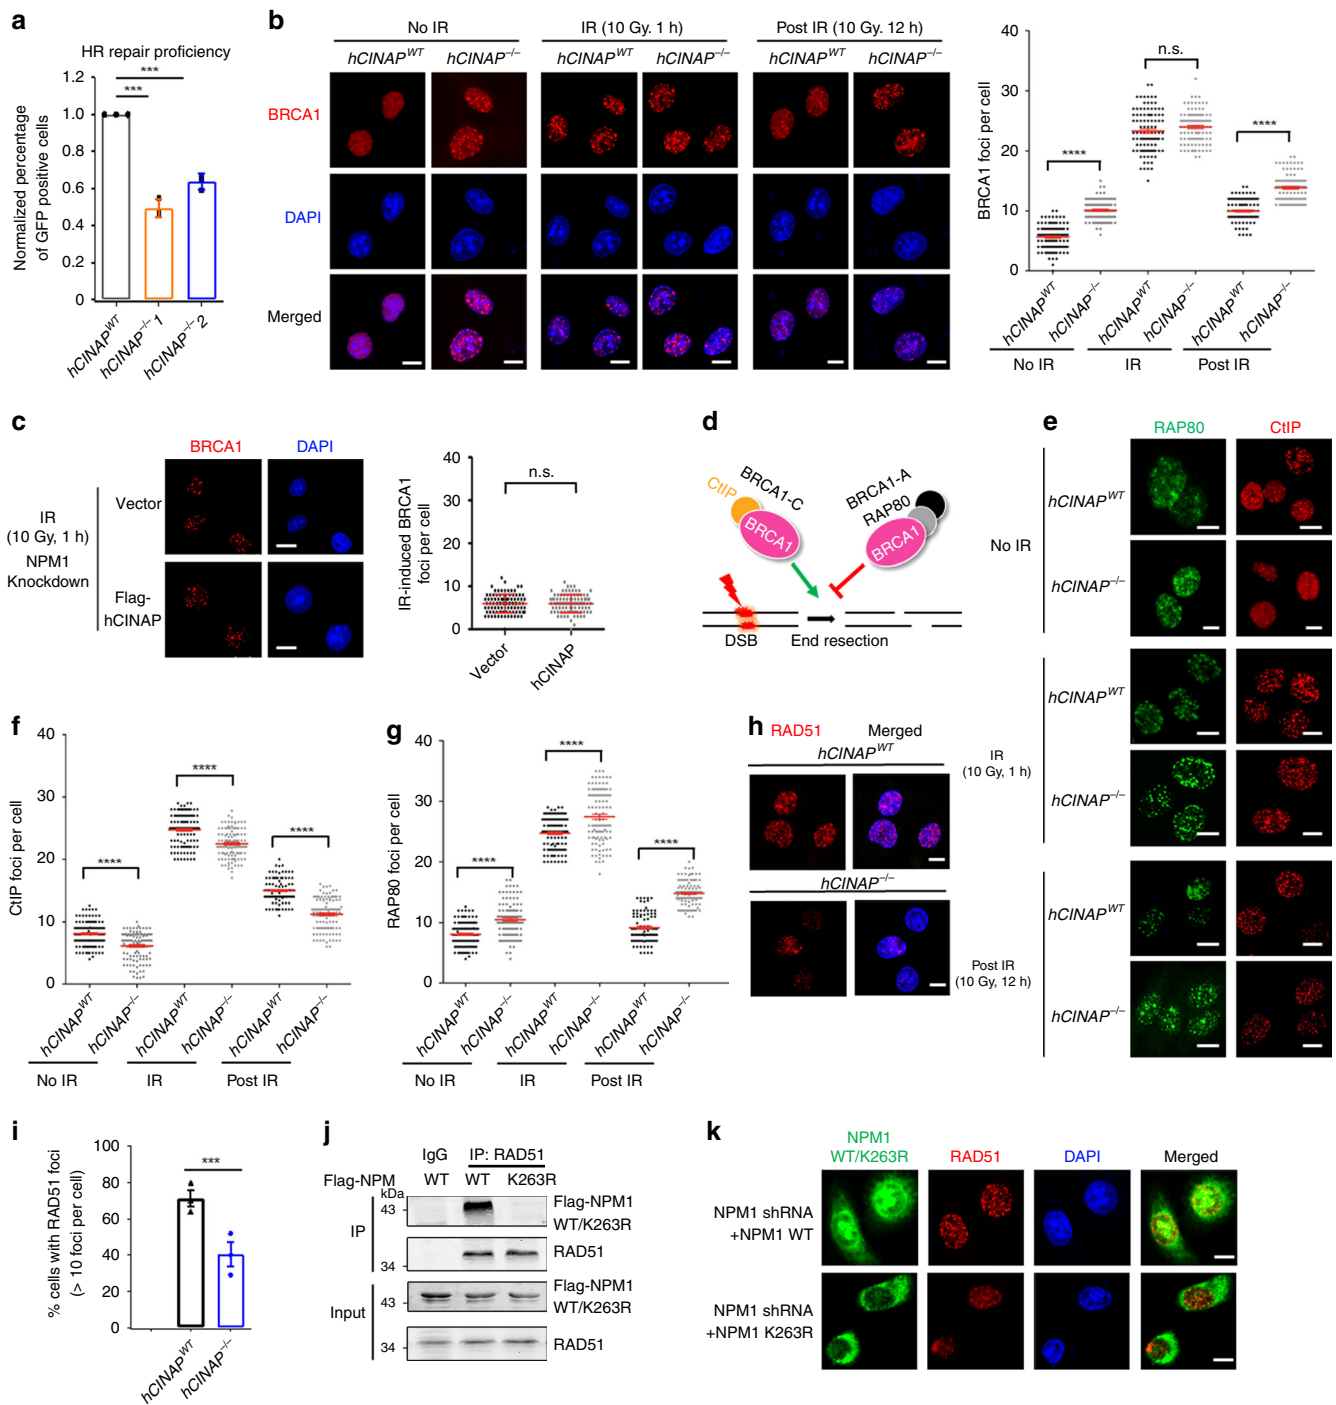 a
HR repair proficiency
Normalized percentage
of GFP positive cells
1.2
1.0
0.8
0.6
0.4
0.2
0
***
***
hCINAP^WT
hCINAP^–/– 1
hCINAP^–/– 2
b
No IR
IR (10 Gy. 1 h)
Post IR (10 Gy. 12 h)
hCINAP^WT hCINAP^–/– hCINAP^WT hCINAP^–/– hCINAP^WT hCINAP^–/–
BRCA1
DAPI
Merged
BRCA1 foci per cell
40
30
20
10
0
****
n.s.
****
hCINAP^WT hCINAP^–/– hCINAP^WT hCINAP^–/– hCINAP^WT hCINAP^–/–
No IR IR Post IR
c
BRCA1 DAPI
IR
(10 Gy, 1 h)
NPM1
Knockdown
Vector
Flag-
hCINAP
IR-induced BRCA1
foci per cell
40
30
20
10
0
n.s.
Vector
hCINAP
d
CtIP
BRCA1-C
BRCA1
BRCA1-A
RAP80
BRCA1
DSB
End resection
e
RAP80 CtIP
No IR
hCINAP^WT
hCINAP^–/–
IR
(10 Gy, 1 h)
hCINAP^WT
hCINAP^–/–
Post IR
(10 Gy, 12 h)
hCINAP^WT
hCINAP^–/–
f
CtIP foci per cell
40
30
20
10
0
****
****
****
hCINAP^WT hCINAP^–/– hCINAP^WT hCINAP^–/– hCINAP^WT hCINAP^–/–
No IR IR Post IR
g
RAP80 foci per cell
40
30
20
10
0
****
****
****
hCINAP^WT hCINAP^–/– hCINAP^WT hCINAP^–/– hCINAP^WT hCINAP^–/–
No IR IR Post IR
h
RAD51 Merged
hCINAP^WT
hCINAP^–/–
i
% cells with RAD51 foci
(> 10 foci per cell)
100
80
60
40
20
0
***
hCINAP^WT
hCINAP^–/–
j
IgG IP: RAD51
Flag-NPM WT WT K263R
kDa
IP
43
Flag-NPM1
WT/K263R
34
RAD51
Input
43
Flag-NPM1
WT/K263R
34
RAD51
k
NPM1
WT/K263R RAD51 DAPI Merged
NPM1 shRNA
+NPM1 WT
NPM1 shRNA
+NPM1 K263R